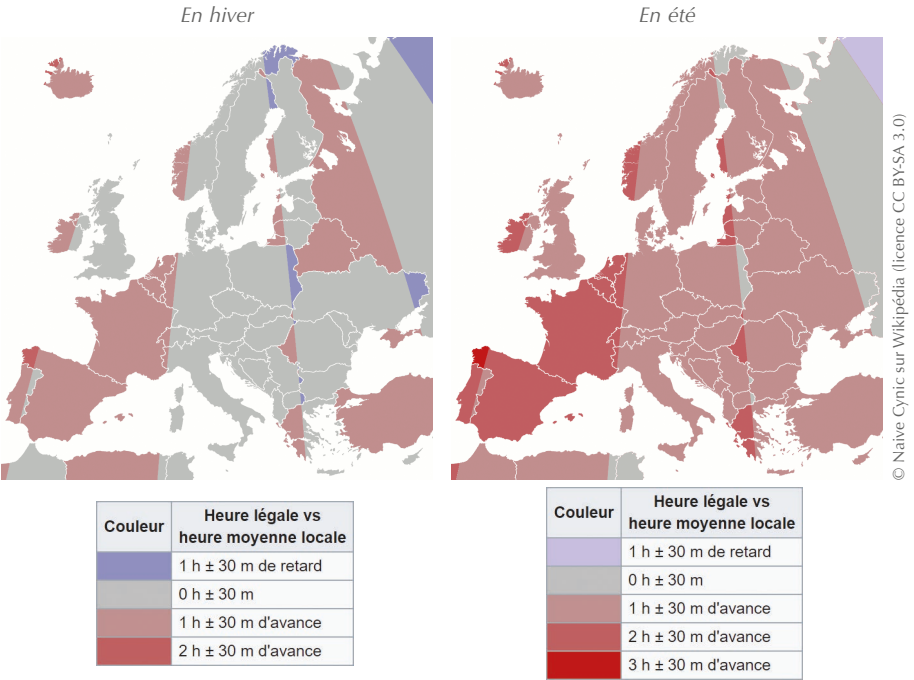 En hiver
En été
© Naive Cynic sur Wikipédia (licence CC BY-SA 3.0)
Couleur
Heure légale vs
heure moyenne locale
1 h ± 30 m de retard
0 h ± 30 m
1 h ± 30 m d'avance
2 h ± 30 m d'avance
Couleur
Heure légale vs
heure moyenne locale
1 h ± 30 m de retard
0 h ± 30 m
1 h ± 30 m d'avance
2 h ± 30 m d'avance
3 h ± 30 m d'avance